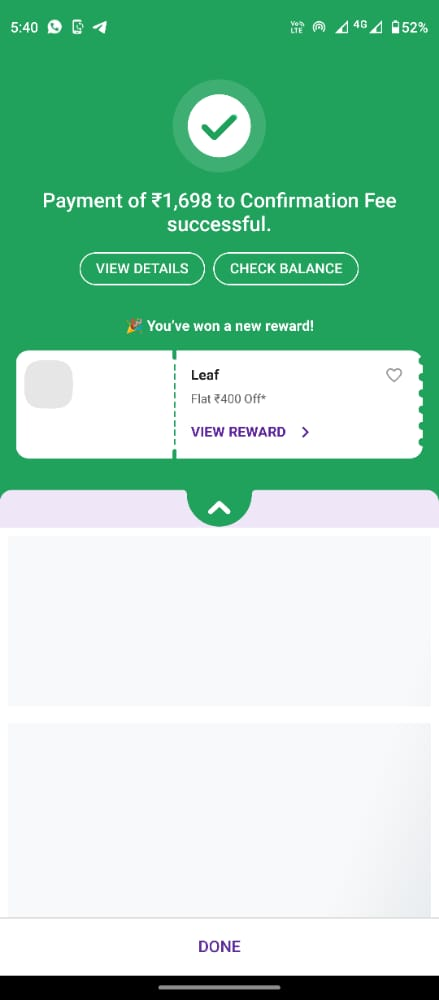 5:40
Vo))
LTE
4G
52%
Payment of ₹1,698 to Confirmation Fee
successful.
VIEW DETAILS
CHECK BALANCE
🎉 You've won a new reward!
Leaf
Flat ₹400 Off*
VIEW REWARD
DONE